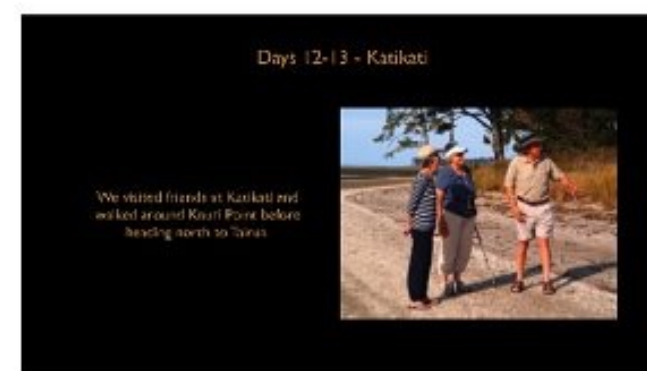 Days 12-13 - Katikati
We visited friends at Katikati and
walked around Kauri Point before
heading north to Tairua